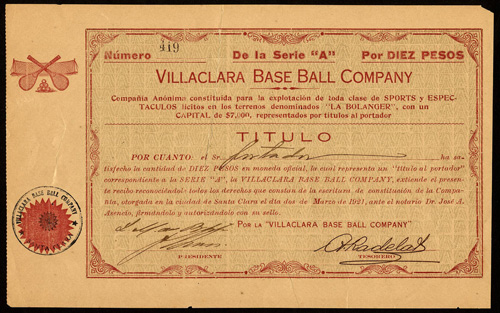 Número 419 De la Serie "A" Por DIEZ PESOS
VILLACLARA BASE BALL COMPANY
Compañía Anónima constituída para la explotación de toda clase de SPORTS y ESPEC-
TACULOS lícitos en los terrenos denominados "LA BOLANGER", con un
CAPITAL de $7,000, representados por títulos al portador
TITULO
POR CUANTO: el Sr. portador ha sa-
tisfecho la cantidad de DIEZ PESOS en moneda oficial, la cual representa un "título al portador"
correspondiente a la SERIE "A", la VILLACLARA BASE BALL COMPANY, extiende el presen-
te recibo reconociéndole todos los derechos que constan de la escritura de constitución de la Compa-
ñía, otorgada en la ciudad de Santa Clara el día dos de Marzo de 1921, ante el notario Dr. José A.
Asencio, firmándolo y autorizándolo con su sello.
POR LA "VILLACLARA BASE BALL COMPANY"
PRESIDENTE TESORERO
VILLACLARA BASE BALL COMPANY